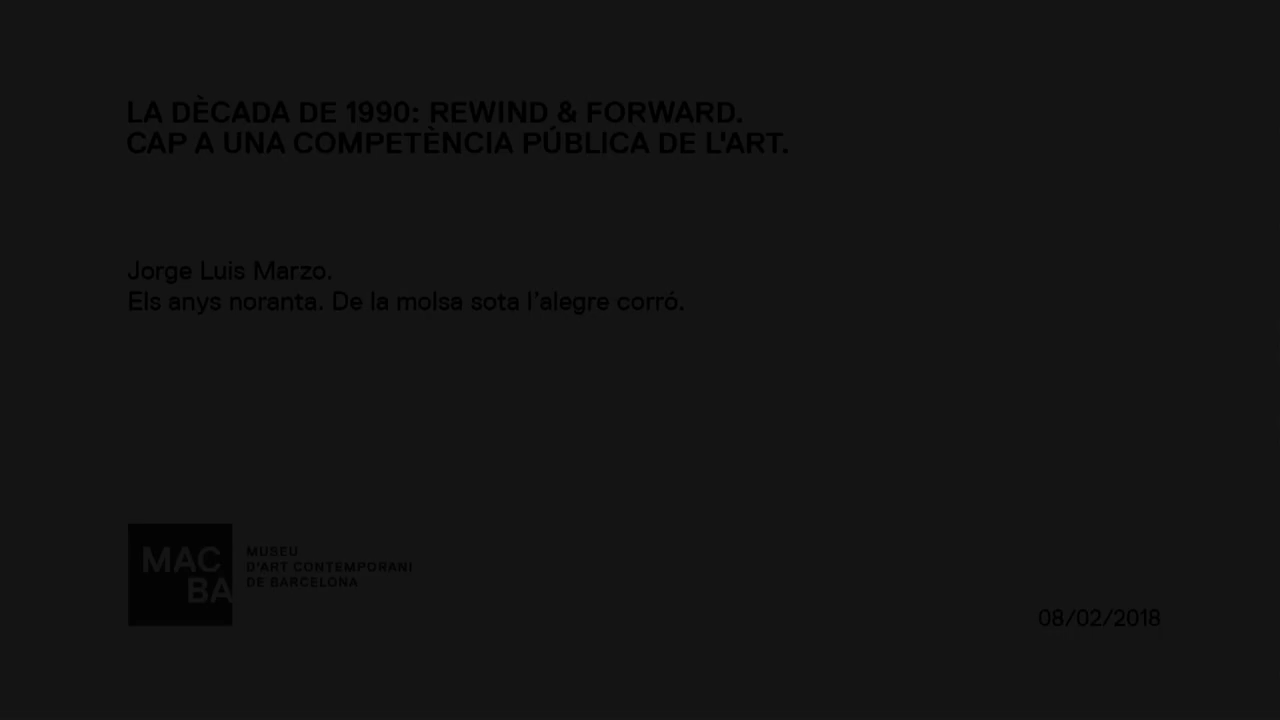 LA DÈCADA DE 1990: REWIND & FORWARD.
CAP A UNA COMPETÈNCIA PÚBLICA DE L'ART.
Jorge Luis Marzo.
Els anys noranta. De la molsa sota l’alegre corró.
MAC
BA
MUSEU
D'ART CONTEMPORANI
DE BARCELONA
08/02/2018